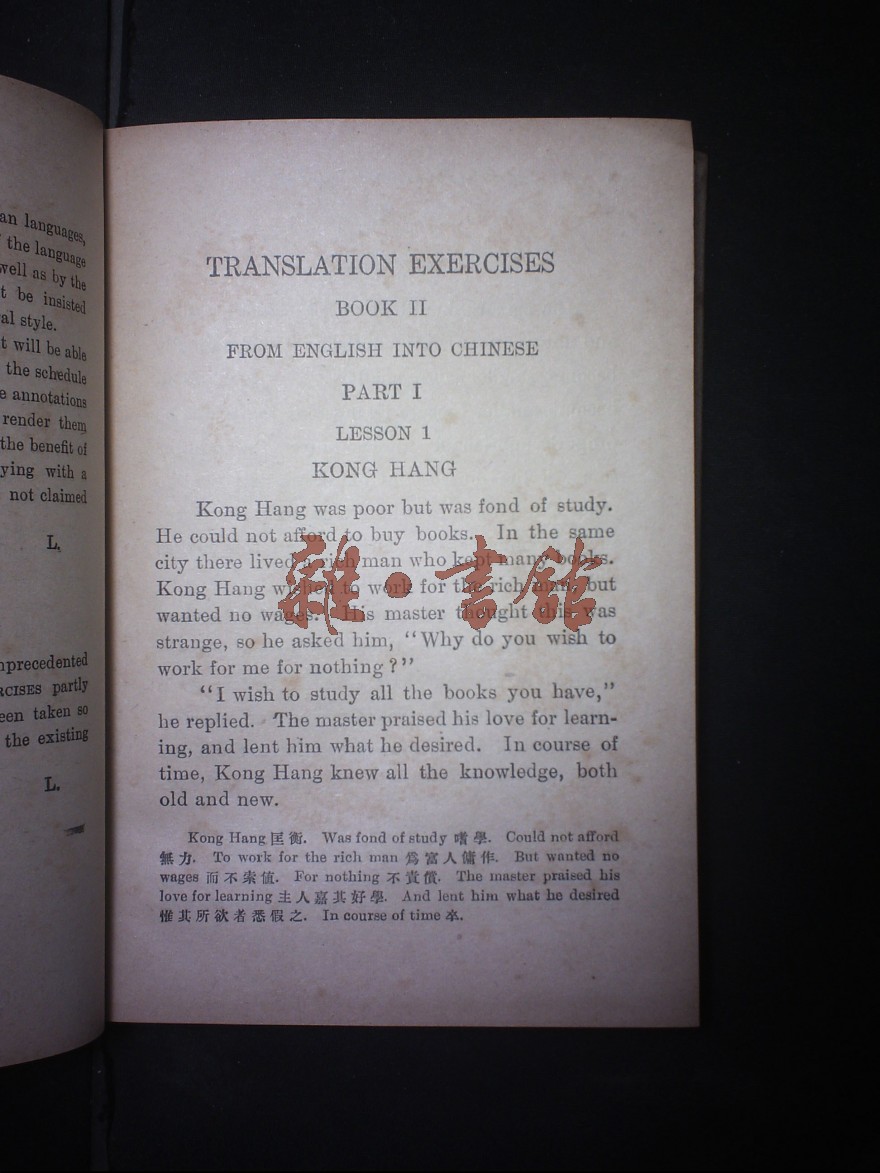 an languages,
the language
well as by the
t be insisted
al style.
t will be able
the schedule
e annotations
render them
the benefit of
ying with a
not claimed
L.
nprecedented
RCISES partly
een taken so
the existing
L.
TRANSLATION EXERCISES
BOOK II
FROM ENGLISH INTO CHINESE
PART I
LESSON 1
KONG HANG
Kong Hang was poor but was fond of study.
He could not afford to buy books. In the same
city there lived a rich man who kept many books.
Kong Hang wished to work for the rich man, but
wanted no wages. His master thought this was
strange, so he asked him, "Why do you wish to
work for me for nothing?"
"I wish to study all the books you have,"
he replied. The master praised his love for learn-
ing, and lent him what he desired. In course of
time, Kong Hang knew all the knowledge, both
old and new.
Kong Hang 匡衡. Was fond of study 嗜學. Could not afford
無力. To work for the rich man 爲富人傭作. But wanted no
wages 而不索値. For nothing 不責償. The master praised his
love for learning 主人嘉其好學. And lent him what he desired
惟其所欲者悉假之. In course of time 卒.
雜·書館